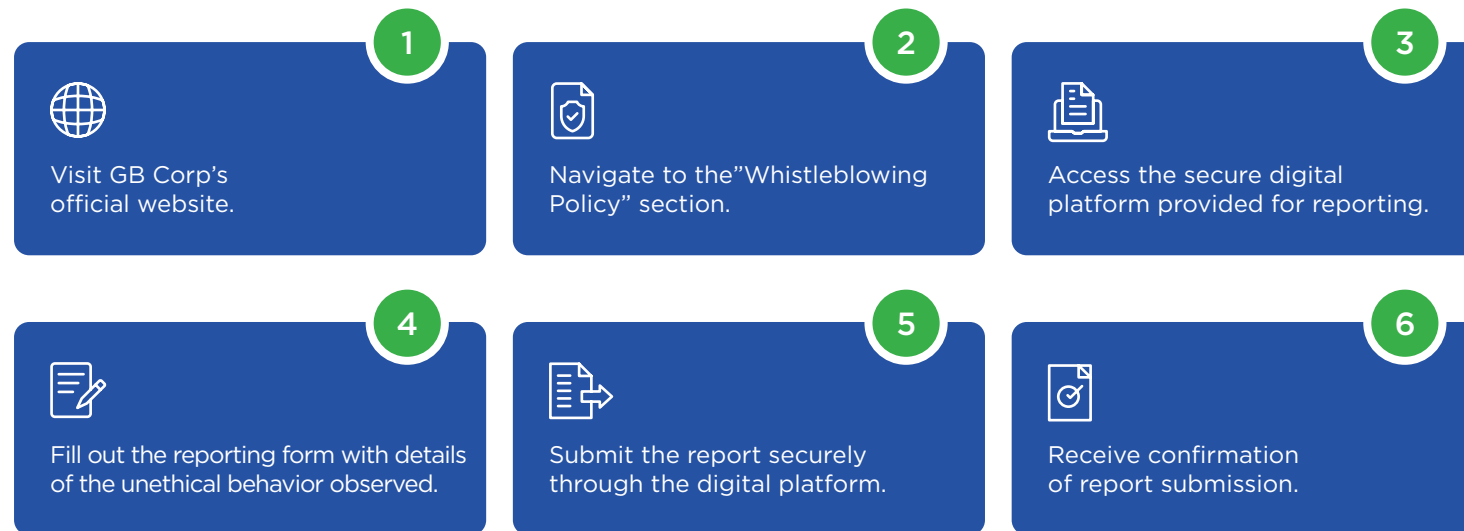 1
Visit GB Corp’s
official website.
2
Navigate to the”Whistleblowing
Policy” section.
3
Access the secure digital
platform provided for reporting.
4
Fill out the reporting form with details
of the unethical behavior observed.
5
Submit the report securely
through the digital platform.
6
Receive confirmation
of report submission.